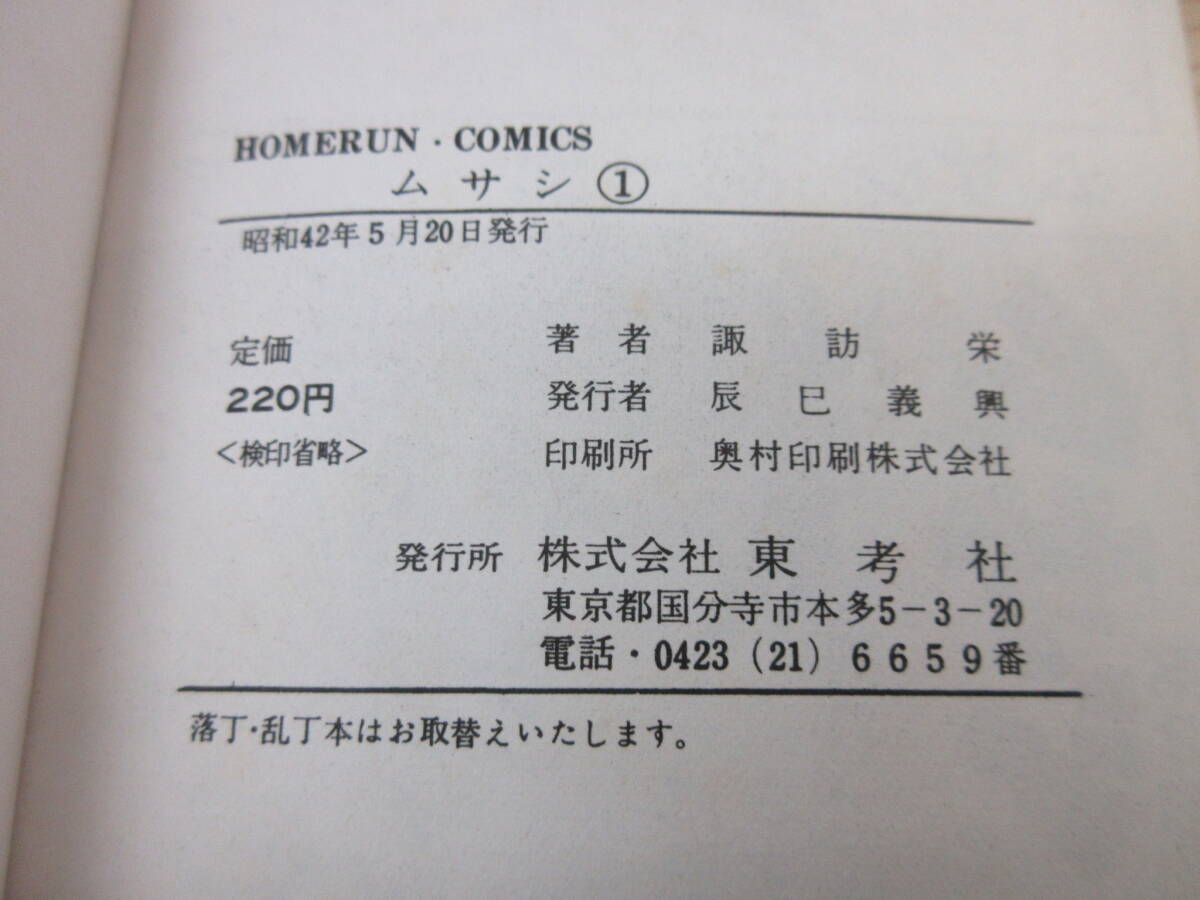 HOMERUN・COMICS
ムサシ①
昭和42年5月20日発行
定価
220円
<検印省略>
著者 諏訪栄
発行者 辰巳義興
印刷所 奥村印刷株式会社
発行所 株式会社 東考社
東京都国分寺市本多5-3-20
電話・0423(21)6659番
落丁・乱丁本はお取替えいたします。